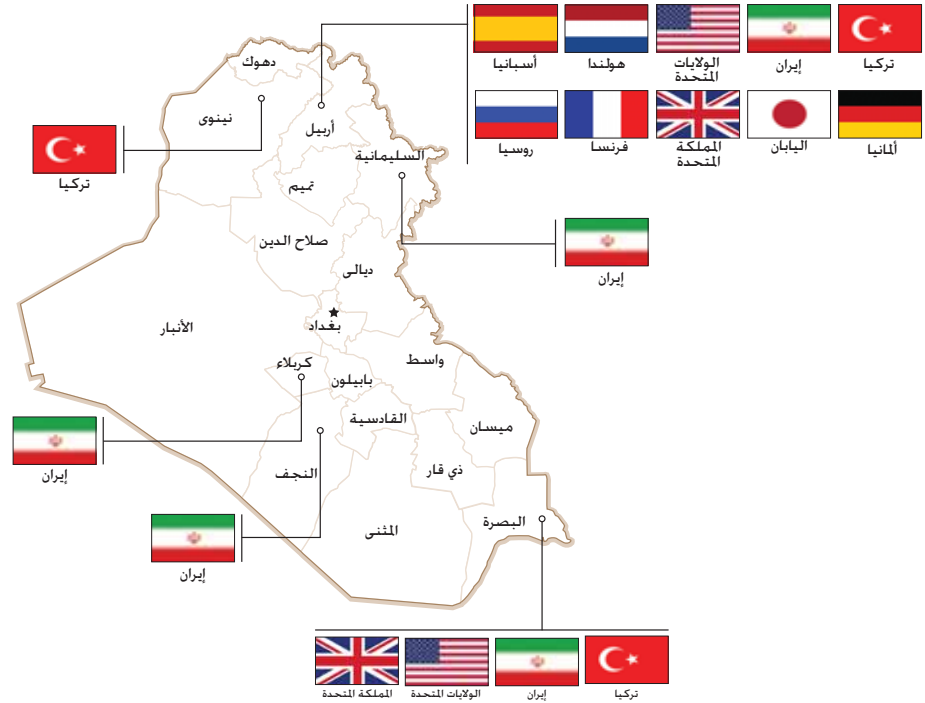 تركيا
إيران
الولايات
المتحدة
هولندا
أسبانيا
ألمانيا
اليابان
المملكة
المتحدة
فرنسا
روسيا
دهوك
نينوى
أربيل
تركيا
السليمانية
تميم
صلاح الدين
إيران
ديالى
بغداد
الأنبار
كربلاء
واسط
بابيلون
القادسية
ميسان
إيران
النجف
ذي قار
المثنى
البصرة
إيران
تركيا
إيران
الولايات المتحدة
المملكة المتحدة